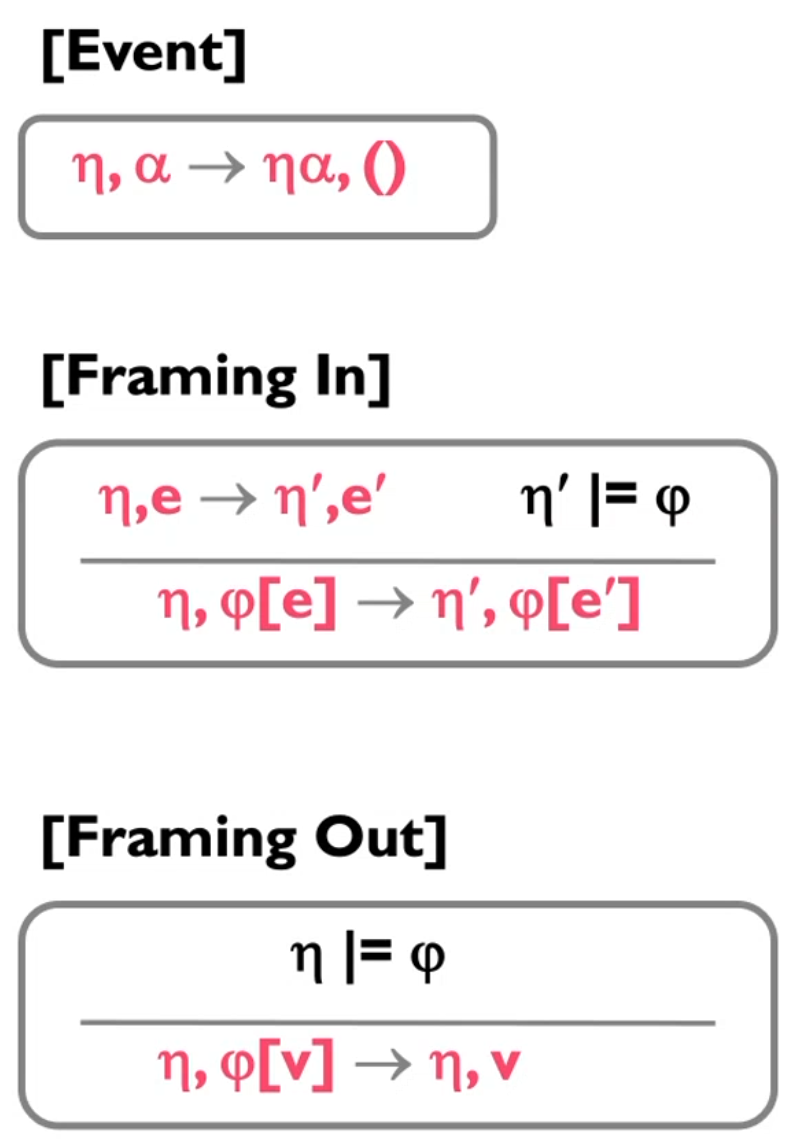 [Event]
η, α → ηα, ()
[Framing In]
η,e → η′,e′ η′ |= φ
η, φ[e] → η′, φ[e′]
[Framing Out]
η |= φ
η, φ[v] → η, v